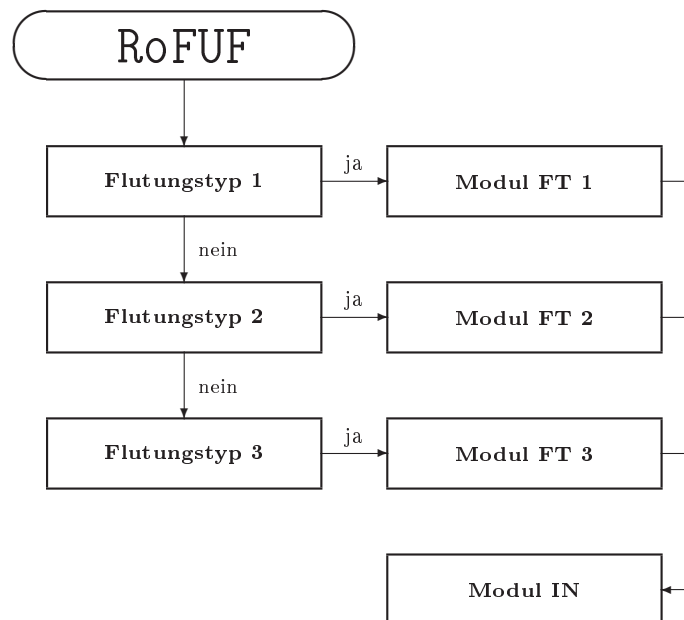 RoFUF
Flutungstyp 1
ja
Modul FT 1
nein
Flutungstyp 2
ja
Modul FT 2
nein
Flutungstyp 3
ja
Modul FT 3
Modul IN